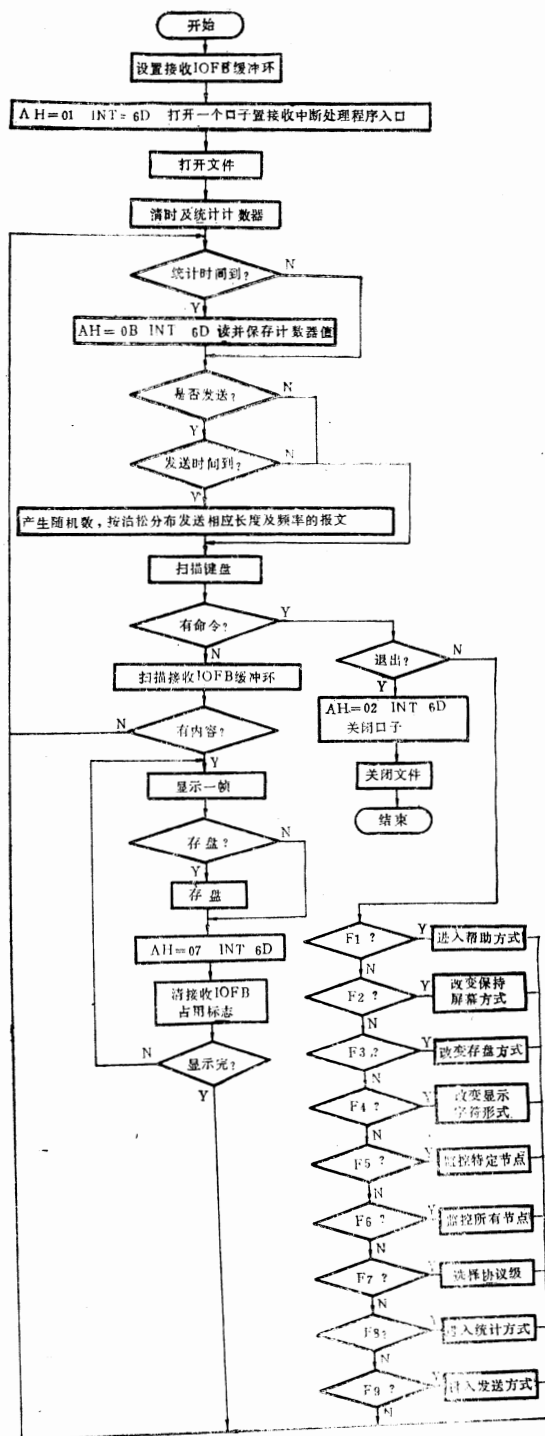 开始
设置接收IOFB缓冲环
AH=01 INT=6D 打开一个口子置接收中断处理程序入口
打开文件
清时及统计计数器
统计时间到?
N
Y
AH=0B INT 6D 读并保存计数器值
是否发送?
N
Y
发送时间到?
N
Y
产生随机数,按泊松分布发送相应长度及频率的报文
扫描键盘
有命令?
Y
N
退出?
N
Y
扫描接收IOFB缓冲环
AH=02 INT 6D
关闭口子
N
有内容?
Y
关闭文件
显示一帧
结束
存盘?
N
Y
存盘
AH=07 INT 6D
清接收IOFB
占用标志
N
显示完?
Y
F1?
Y
进入帮助方式
N
F2?
Y
改变保持
屏幕方式
N
F3?
Y
改变存盘方式
N
F4?
Y
改变显示
字符形式
N
F5?
Y
监控特定节点
N
F6?
Y
监控所有节点
N
F7?
Y
选择协议级
N
F8?
Y
进入统计方式
N
F9?
Y
进入发送方式
N